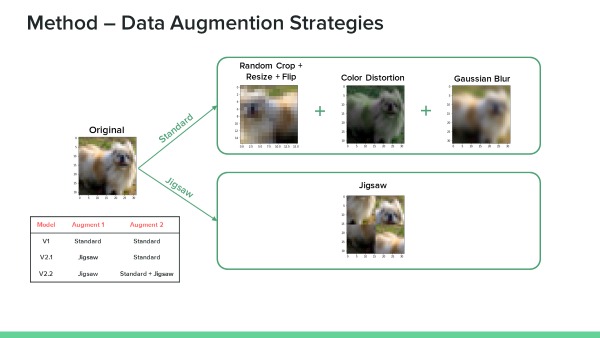 Method – Data Augmention Strategies
Random Crop +
Resize + Flip
Color Distortion
Gaussian Blur
+
+
Original
Standard
Jigsaw
Jigsaw
Model Augment 1 Augment 2
V1 Standard Standard
V2.1 Jigsaw Standard
V2.2 Jigsaw Standard + Jigsaw